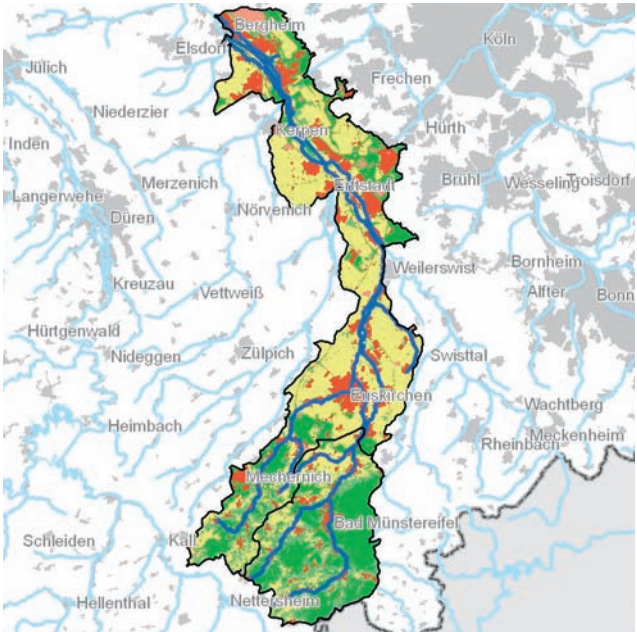 Bergheim
Elsdorf
Köln
Jülich
Frechen
Niederzier
Kerpen
Hürth
Inden
Merzenich
Erftstadt
Brühl
Wesseling
Troisdorf
Langerwehe
Düren
Nörvenich
Weilerswist
Bornheim
Kreuzau
Vettweiß
Alfter
Bonn
Hürtgenwald
Nideggen
Zülpich
Swisttal
Euskirchen
Wachtberg
Heimbach
Rheinbach
Meckenheim
Mechernich
Bad Münstereifel
Schleiden
Kall
Hellenthal
Nettersheim